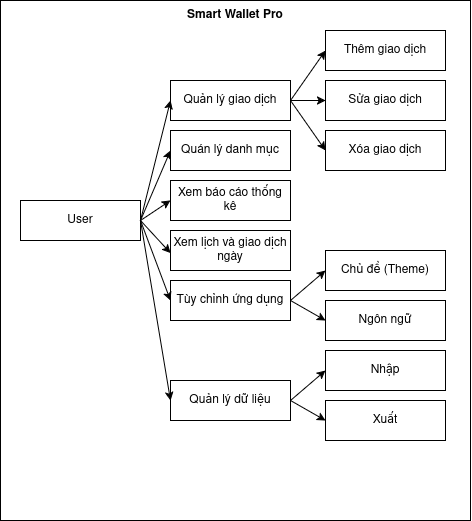 Smart Wallet Pro
User
Quản lý giao dịch
Thêm giao dịch
Sửa giao dịch
Xóa giao dịch
Quản lý danh mục
Xem báo cáo thống
kê
Xem lịch và giao dịch
ngày
Tùy chỉnh ứng dụng
Chủ đề (Theme)
Ngôn ngữ
Quản lý dữ liệu
Nhập
Xuất